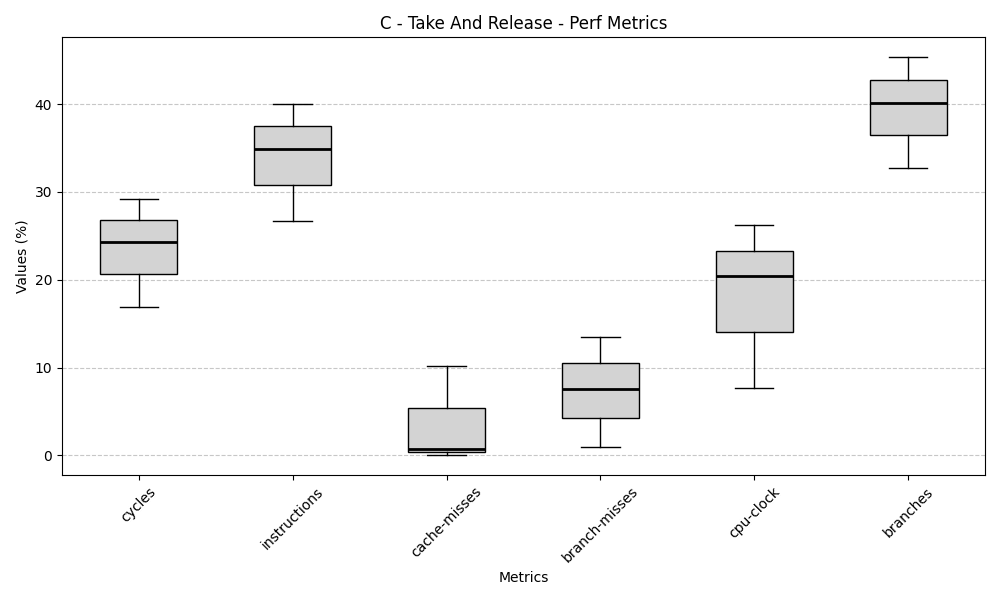 C - Take And Release - Perf Metrics
Values (%)
40
30
20
10
0
cycles
instructions
cache-misses
branch-misses
cpu-clock
branches
Metrics